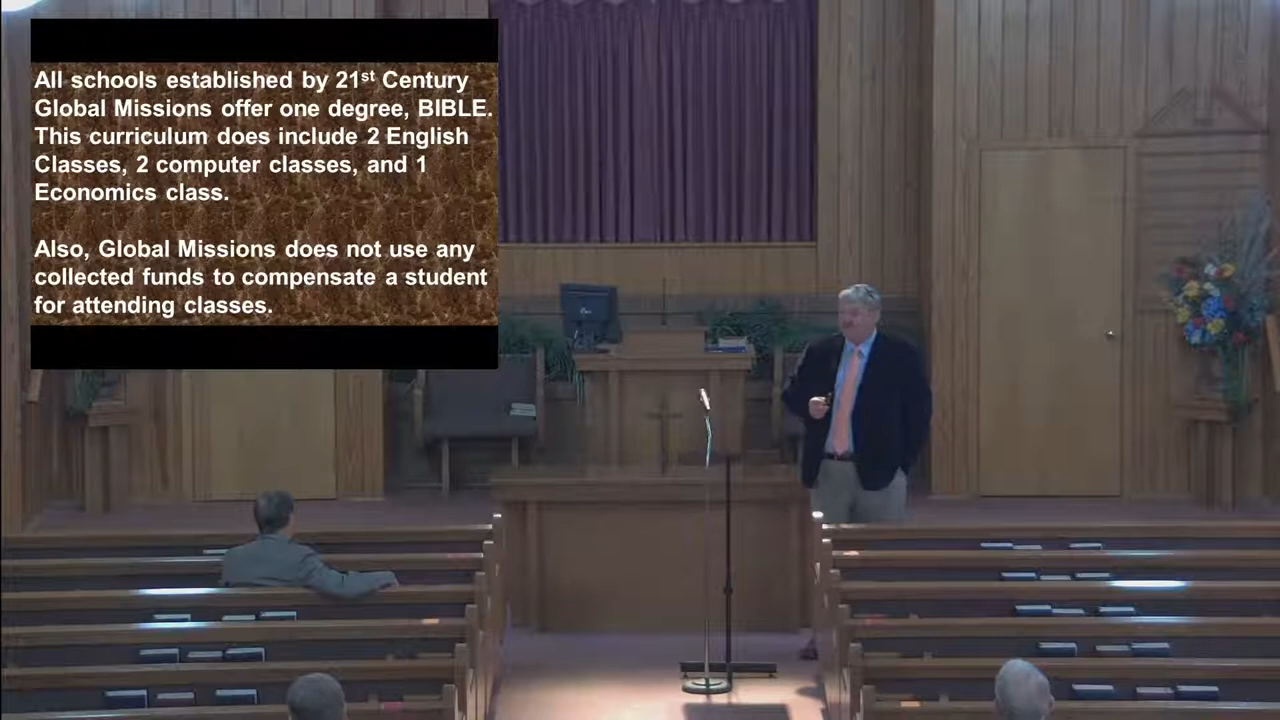 All schools established by 21st Century
Global Missions offer one degree, BIBLE.
This curriculum does include 2 English
Classes, 2 computer classes, and 1
Economics class.
Also, Global Missions does not use any
collected funds to compensate a student
for attending classes.